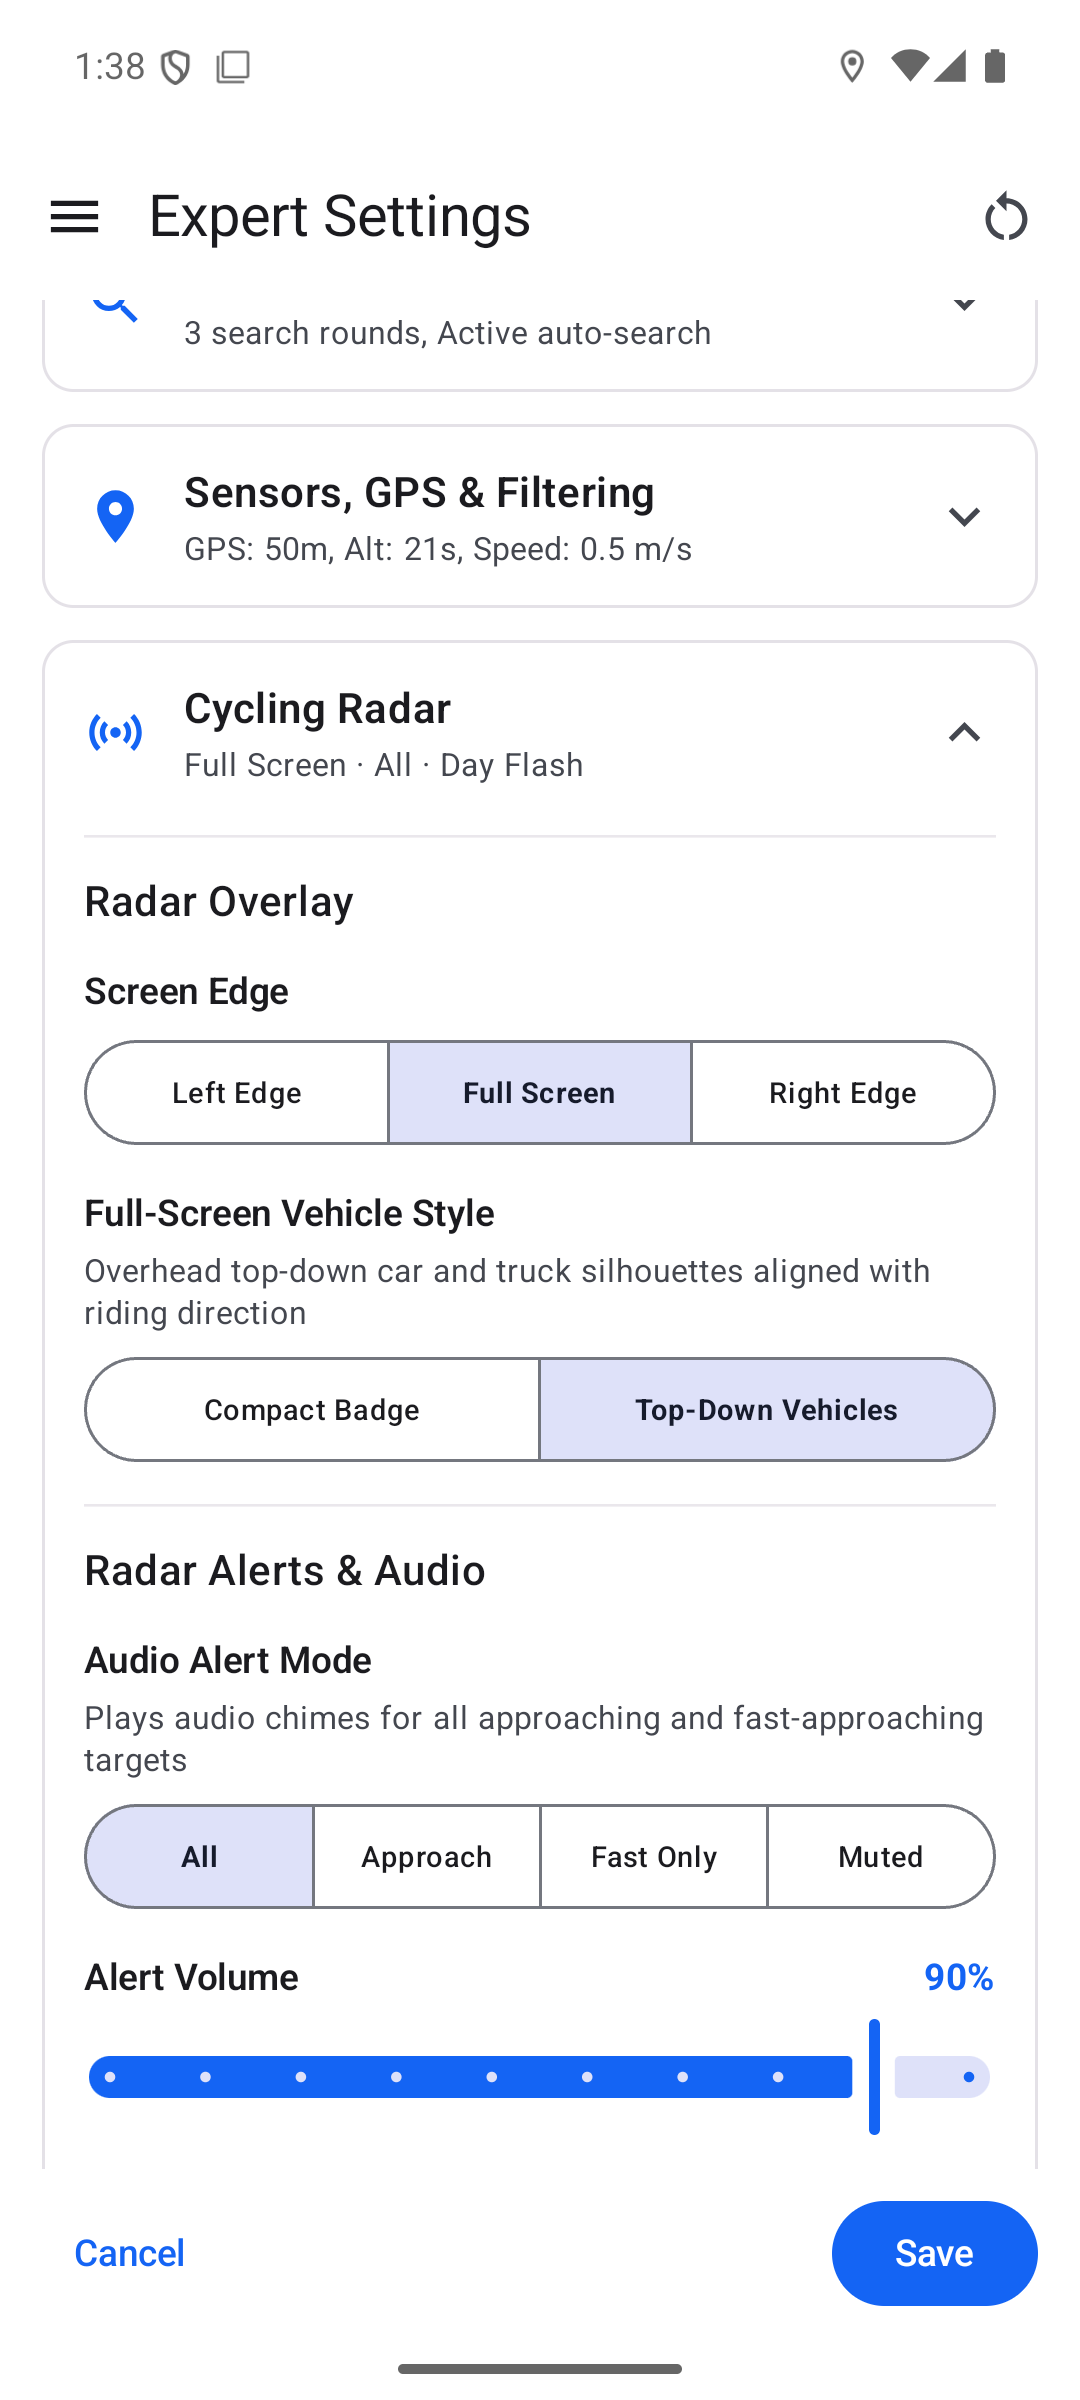 1:38
Expert Settings
3 search rounds, Active auto-search
Sensors, GPS & Filtering
GPS: 50m, Alt: 21s, Speed: 0.5 m/s
Cycling Radar
Full Screen · All · Day Flash
Radar Overlay
Screen Edge
Left Edge
Full Screen
Right Edge
Full-Screen Vehicle Style
Overhead top-down car and truck silhouettes aligned with
riding direction
Compact Badge
Top-Down Vehicles
Radar Alerts & Audio
Audio Alert Mode
Plays audio chimes for all approaching and fast-approaching
targets
All
Approach
Fast Only
Muted
Alert Volume
90%
Cancel
Save